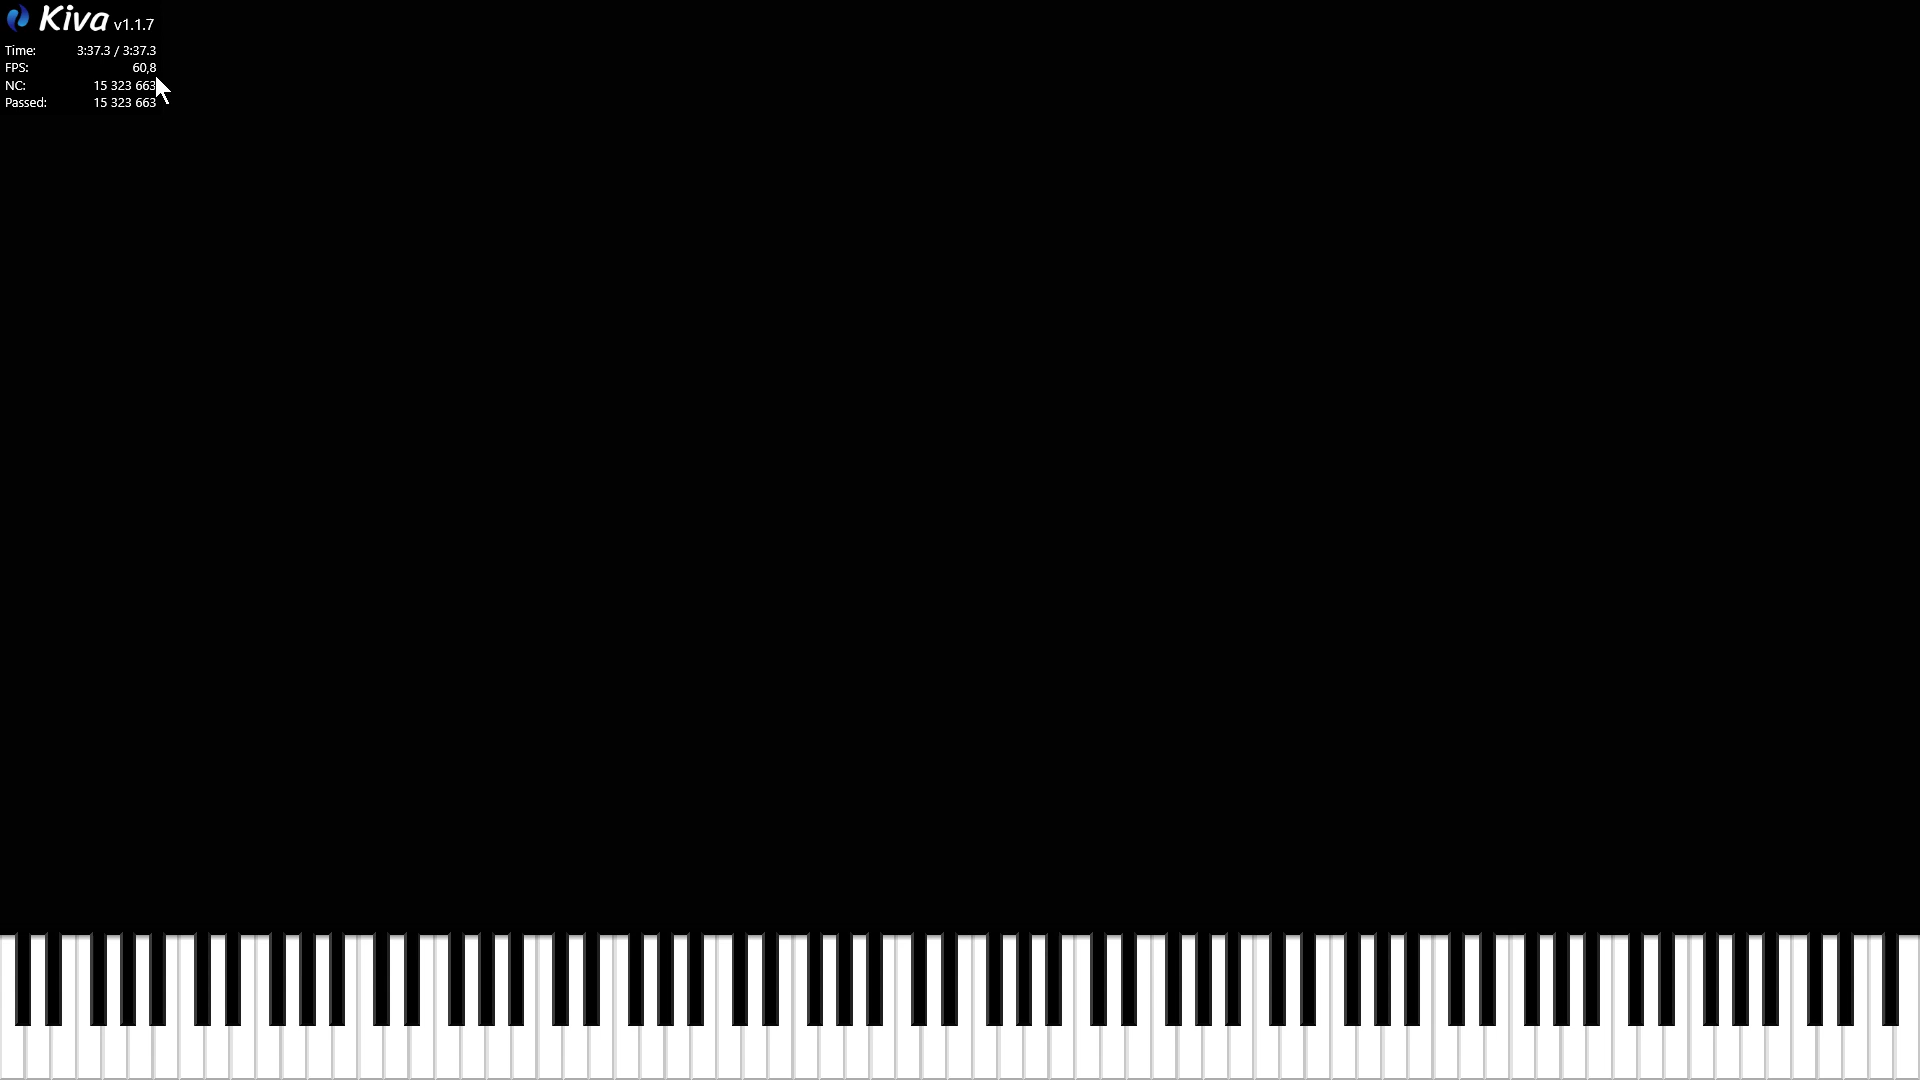 Kiva v1.1.7
Time: 3:37.3 / 3:37.3
FPS: 60,8
NC: 15 323 663
Passed: 15 323 663